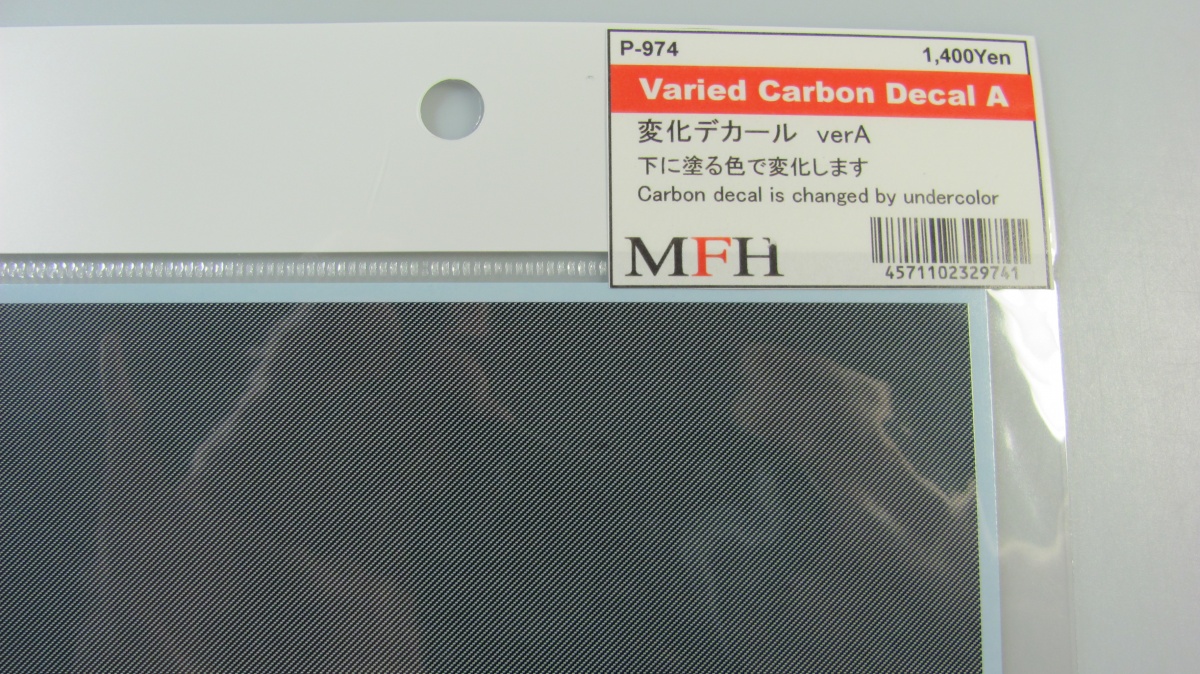 P-974 1,400Yen
Varied Carbon Decal A
変化デカール verA
下に塗る色で変化します
Carbon decal is changed by undercolor
MFH
4571102329741